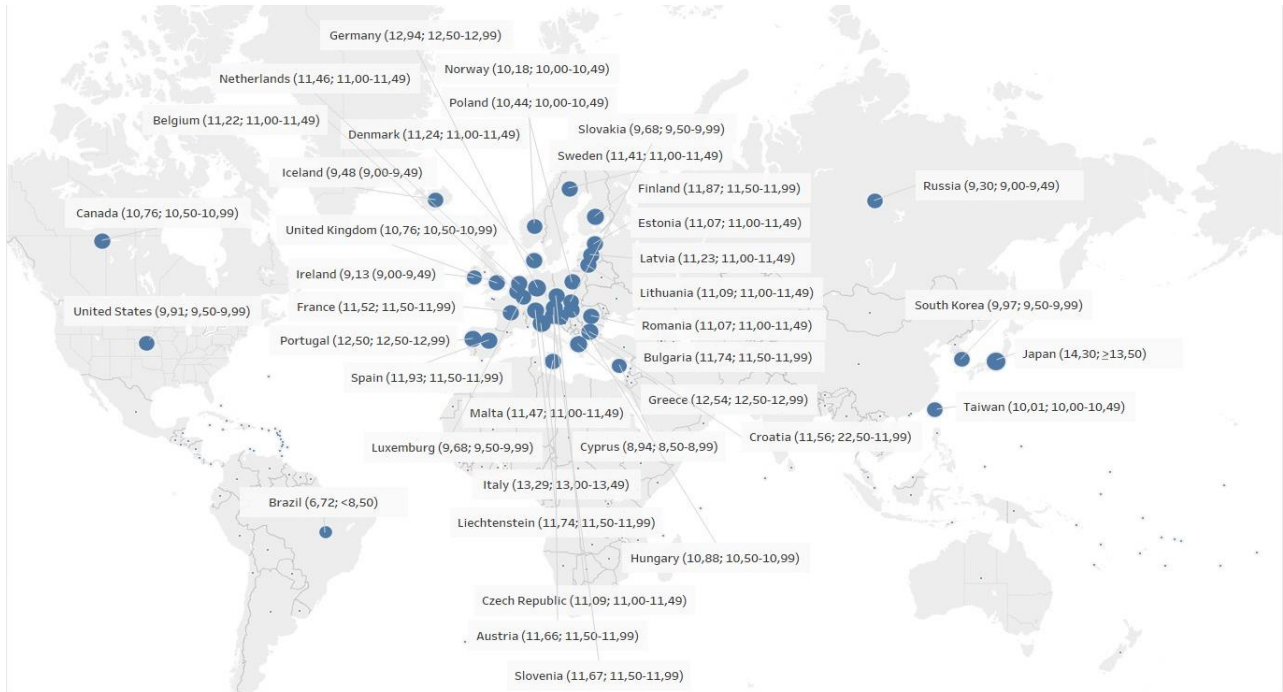 Germany (12,94; 12,50-12,99)
Norway (10,18; 10,00-10,49)
Netherlands (11,46; 11,00-11,49)
Poland (10,44; 10,00-10,49)
Belgium (11,22; 11,00-11,49)
Slovakia (9,68; 9,50-9,99)
Denmark (11,24; 11,00-11,49)
Sweden (11,41; 11,00-11,49)
Iceland (9,48 (9,00-9,49)
Finland (11,87; 11,50-11,99)
Russia (9,30; 9,00-9,49)
Canada (10,76; 10,50-10,99)
United Kingdom (10,76; 10,50-10,99)
Estonia (11,07; 11,00-11,49)
Latvia (11,23; 11,00-11,49)
Ireland (9,13 (9,00-9,49)
Lithuania (11,09; 11,00-11,49)
South Korea (9,97; 9,50-9,99)
France (11,52; 11,50-11,99)
United States (9,91; 9,50-9,99)
Romania (11,07; 11,00-11,49)
Portugal (12,50; 12,50-12,99)
Bulgaria (11,74; 11,50-11,99)
Japan (14,30; ≥13,50)
Spain (11,93; 11,50-11,99)
Greece (12,54; 12,50-12,99)
Taiwan (10,01; 10,00-10,49)
Malta (11,47; 11,00-11,49)
Croatia (11,56; 22,50-11,99)
Luxemburg (9,68; 9,50-9,99)
Cyprus (8,94; 8,50-8,99)
Italy (13,29; 13,00-13,49)
Brazil (6,72; <8,50)
Liechtenstein (11,74; 11,50-11,99)
Hungary (10,88; 10,50-10,99)
Czech Republic (11,09; 11,00-11,49)
Austria (11,66; 11,50-11,99)
Slovenia (11,67; 11,50-11,99)